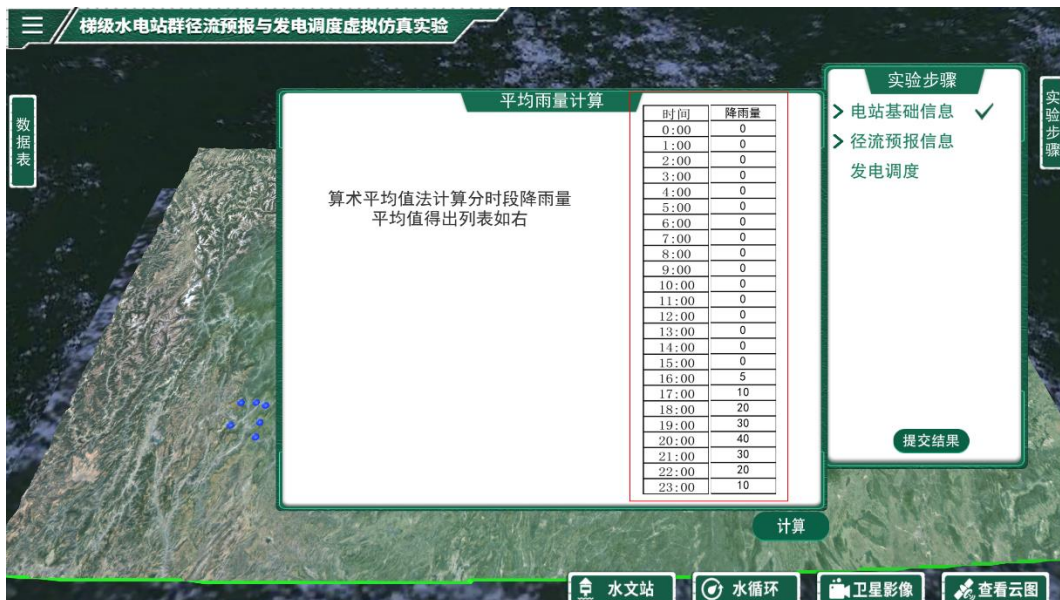 梯级水电站群径流预报与发电调度虚拟仿真实验
数据表
平均雨量计算
算术平均值法计算分时段降雨量
平均值得出列表如右
时间 降雨量
0:00 0
1:00 0
2:00 0
3:00 0
4:00 0
5:00 0
6:00 0
7:00 0
8:00 0
9:00 0
10:00 0
11:00 0
12:00 0
13:00 0
14:00 0
15:00 0
16:00 5
17:00 10
18:00 20
19:00 30
20:00 40
21:00 30
22:00 20
23:00 10
计算
实验步骤
电站基础信息
径流预报信息
发电调度
提交结果
实验步骤
水文站
水循环
卫星影像
查看云图